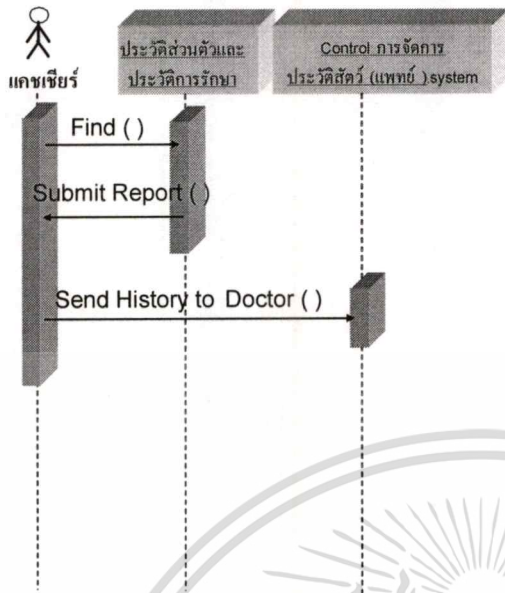 แคชเชียร์
ประวัติส่วนตัวและ
ประวัติการรักษา
Control การจัดการ
ประวัติสัตว์ (แพทย์ ).system
Find ( )
Submit Report ( )
Send History to Doctor ( )